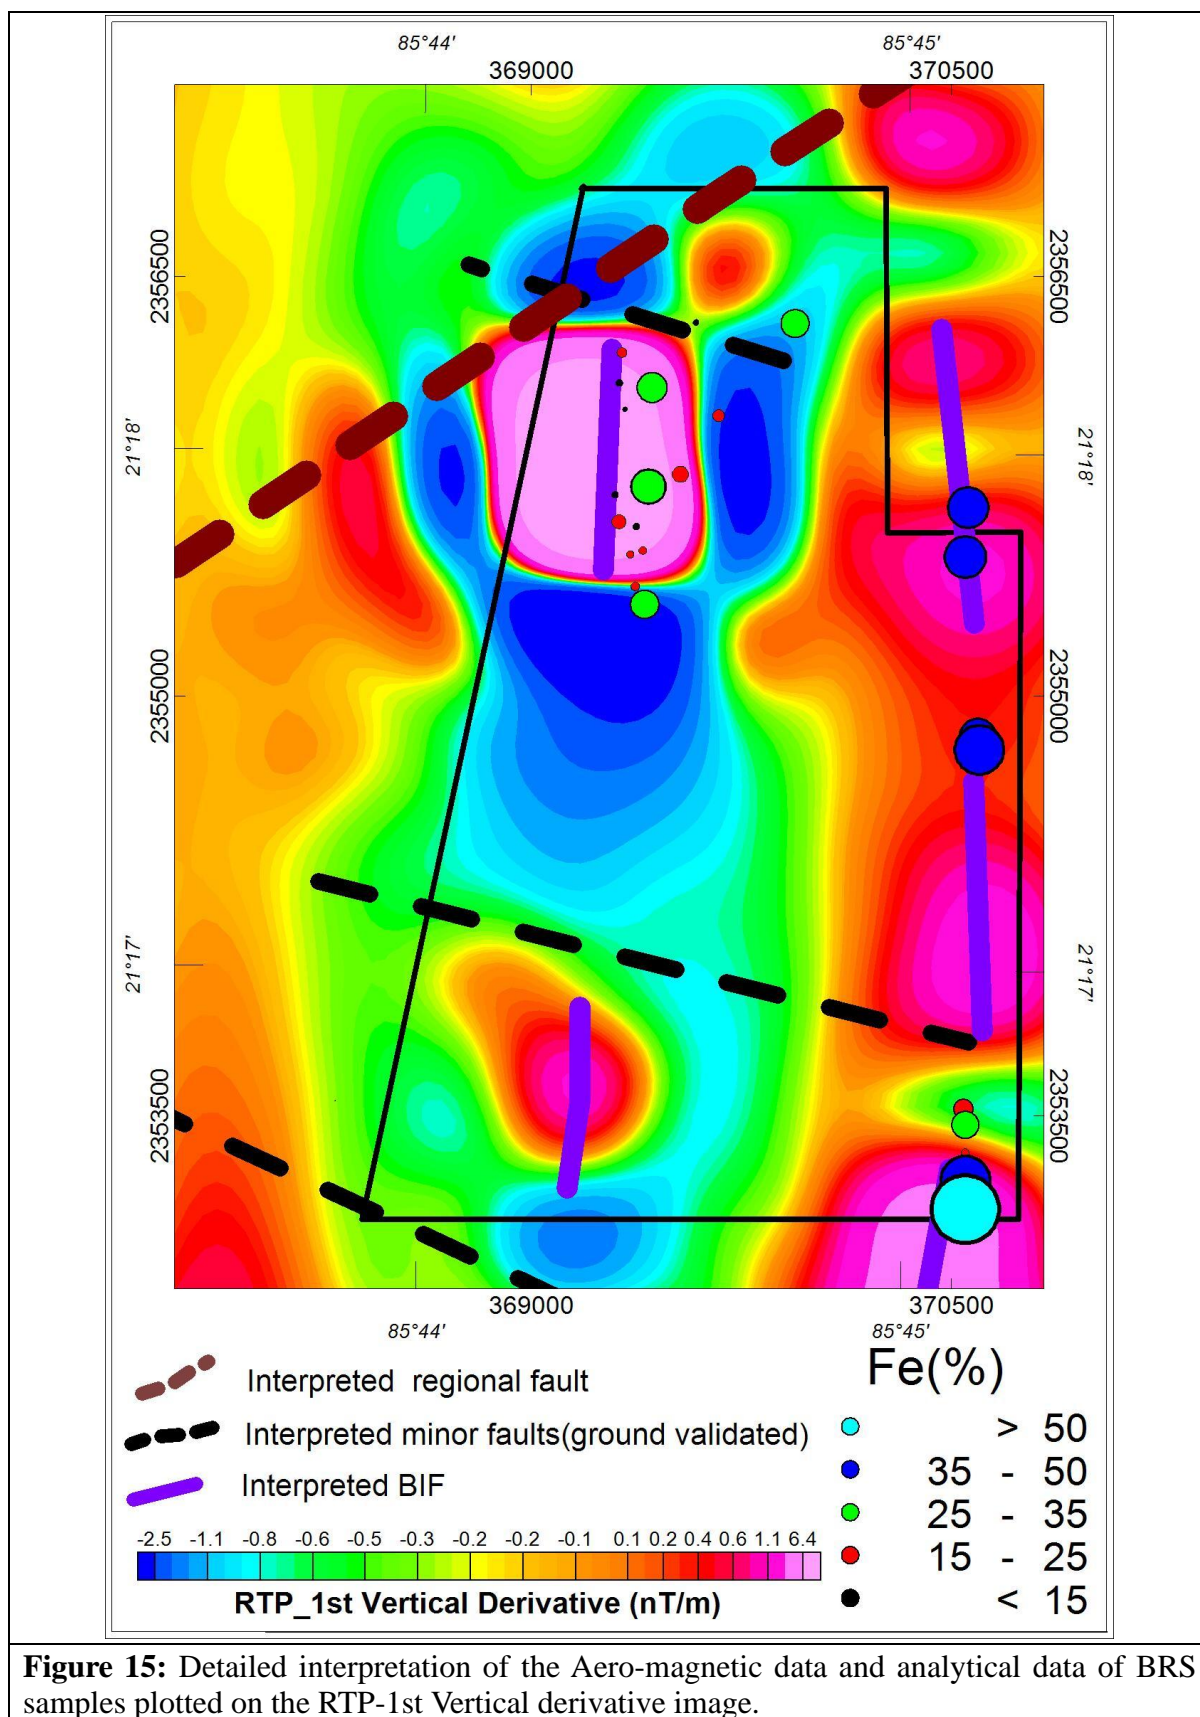 85°44' 85°45'
369000 370500
2356500 2356500
21°18' 21°18'
2355000 2355000
21°17' 21°17'
2353500 2353500
369000 370500
85°44' 85°45'
Interpreted regional fault
Interpreted minor faults(ground validated)
Interpreted BIF
-2.5 -1.1 -0.8 -0.6 -0.5 -0.3 -0.2 -0.2 -0.1 0.1 0.2 0.4 0.6 1.1 6.4
RTP_1st Vertical Derivative (nT/m)
Fe(%)
> 50
35 - 50
25 - 35
15 - 25
< 15
Figure 15: Detailed interpretation of the Aero-magnetic data and analytical data of BRS
samples plotted on the RTP-1st Vertical derivative image.